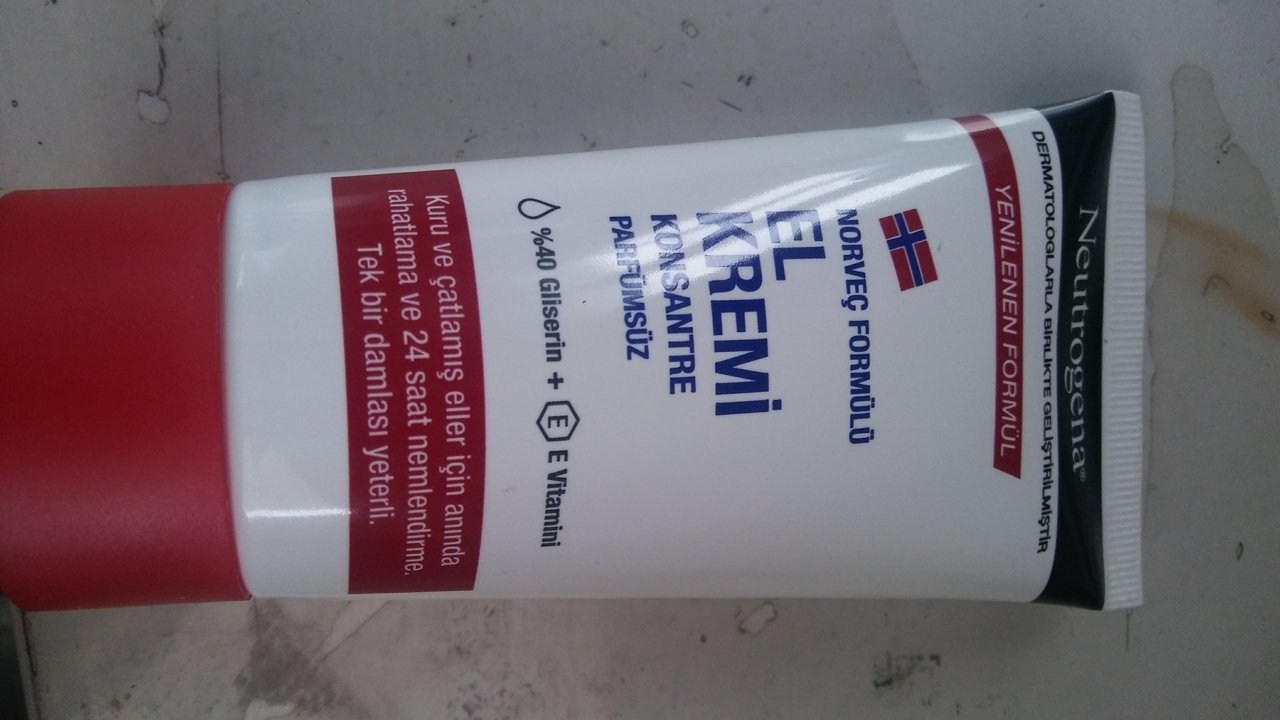 Neutrogena®
DERMATOLOGLARLA BİRLİKTE GELİŞTİRİLMİŞTİR
YENİLENEN FORMÜL
NORVEÇ FORMÜLÜ
EL
KREMİ
KONSANTRE
PARFÜMSÜZ
%40 Gliserin + E E Vitamini
Kuru ve çatlamış eller için anında
rahatlama ve 24 saat nemlendirme.
Tek bir damlası yeterli.